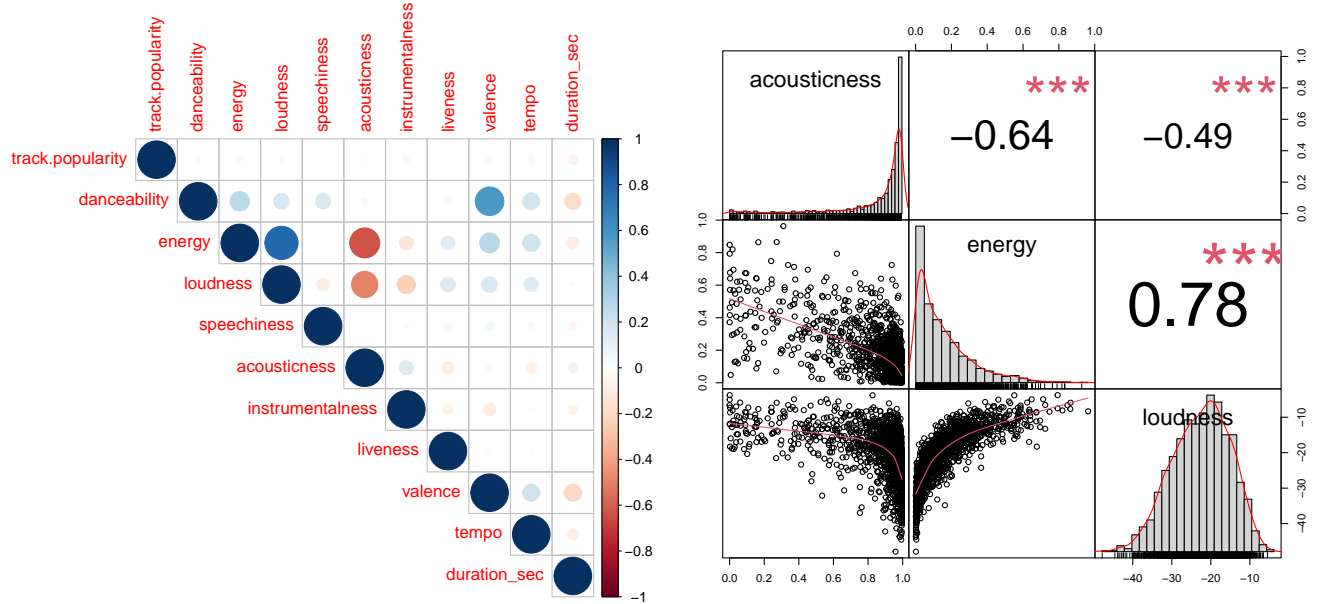 track.popularity
danceability
energy
loudness
speechiness
acousticness
instrumentalness
liveness
valence
tempo
duration_sec
track.popularity
danceability
energy
loudness
speechiness
acousticness
instrumentalness
liveness
valence
tempo
duration_sec
1
0.8
0.6
0.4
0.2
0
−0.2
−0.4
−0.6
−0.8
−1
0.0 0.2 0.4 0.6 0.8 1.0
acousticness
***
−0.64
***
−0.49
0.0 0.2 0.4 0.6 0.8 1.0
0.0 0.2 0.4 0.6 0.8 1.0
energy
***
0.78
loudness
−40 −30 −20 −10
0.0 0.2 0.4 0.6 0.8 1.0
−40 −30 −20 −10